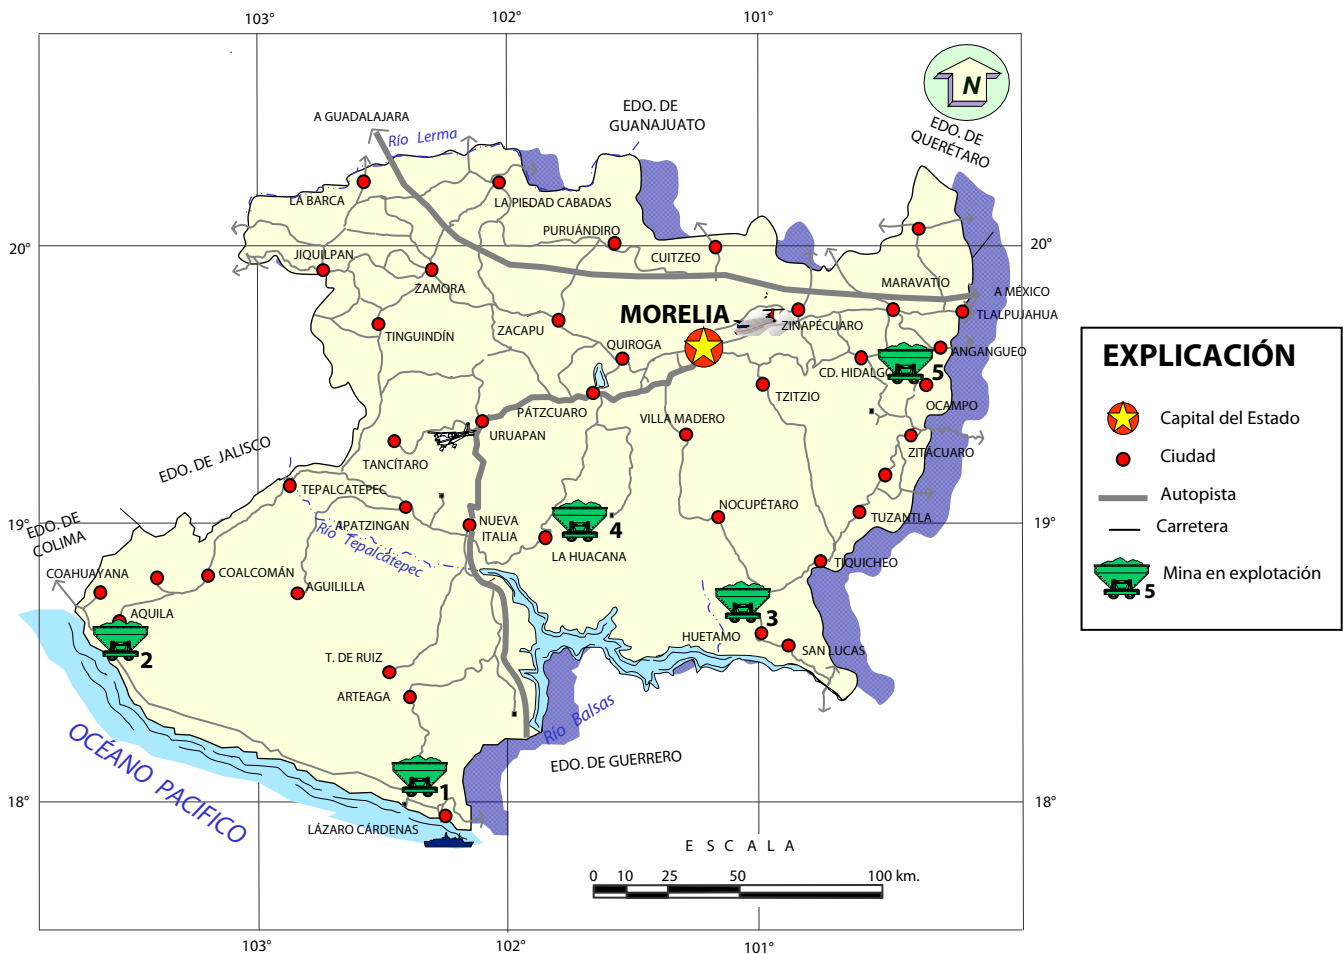 103°
102°
101°
N
A GUADALAJARA
Río Lerma
EDO. DE
GUANAJUATO
EDO. DE
QUERÉTARO
LA BARCA
LA PIEDAD CABADAS
PURUÁNDIRO
CUITZEO
20°
20°
JIQUILPAN
ZAMORA
MARAVATÍO
A MÉXICO
TLALPUJAHUA
TINGUINDÍN
ZACAPU
MORELIA
ZINAPÉCUARO
QUIROGA
ANGANGUEO
CD. HIDALGO
5
TZITZIO
OCAMPO
PÁTZCUARO
VILLA MADERO
URUAPAN
ZITÁCUARO
TANCÍTARO
EDO. DE JALISCO
TEPALCATEPEC
NOCUPÉTARO
TUZANTLA
APATZINGAN
NUEVA
ITALIA
19°
19°
4
EDO. DE
COLIMA
Río Tepalcatepec
LA HUACANA
TIQUICHEO
COAHUAYANA
COALCOMÁN
AGUILILLA
AQUILA
3
HUETAMO
SAN LUCAS
2
T. DE RUIZ
ARTEAGA
Río Balsas
EDO. DE GUERRERO
OCÉANO PACIFICO
1
18°
18°
LÁZARO CÁRDENAS
E S C A L A
0 10 25 50 100 km.
103°
102°
101°
EXPLICACIÓN
Capital del Estado
Ciudad
Autopista
Carretera
Mina en explotación
5